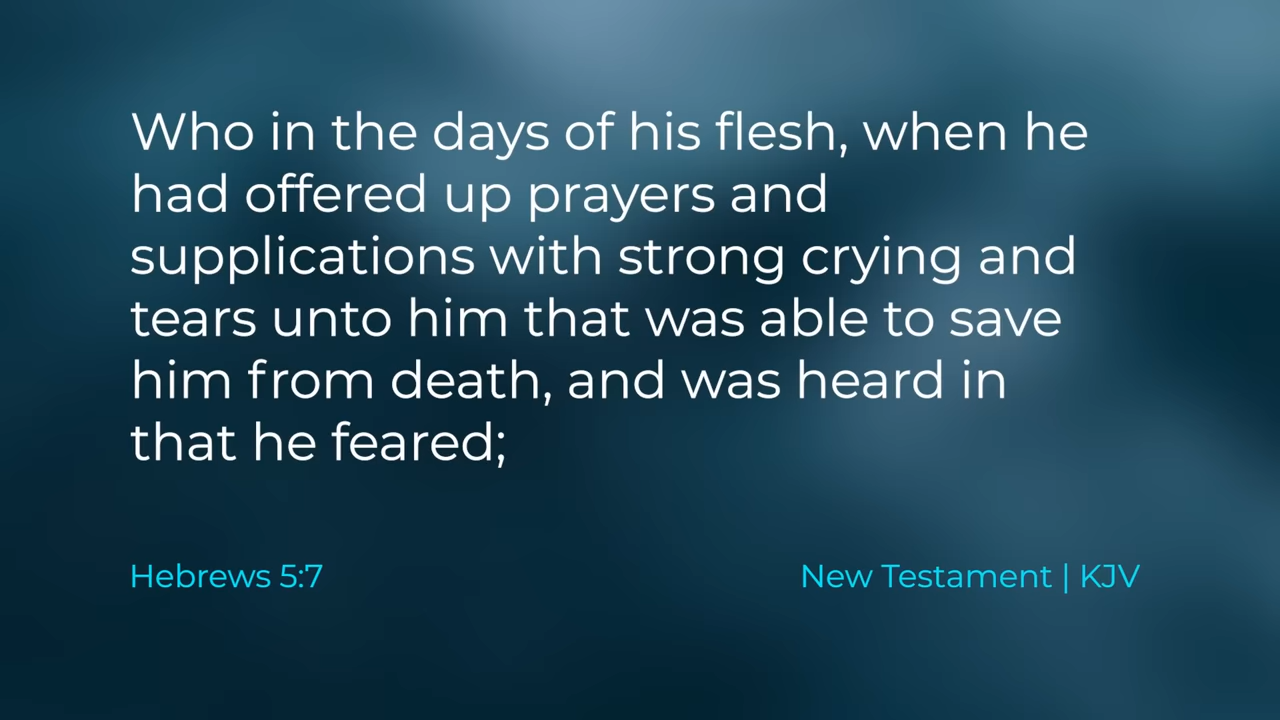 Who in the days of his flesh, when he
had offered up prayers and
supplications with strong crying and
tears unto him that was able to save
him from death, and was heard in
that he feared;
Hebrews 5:7
New Testament | KJV